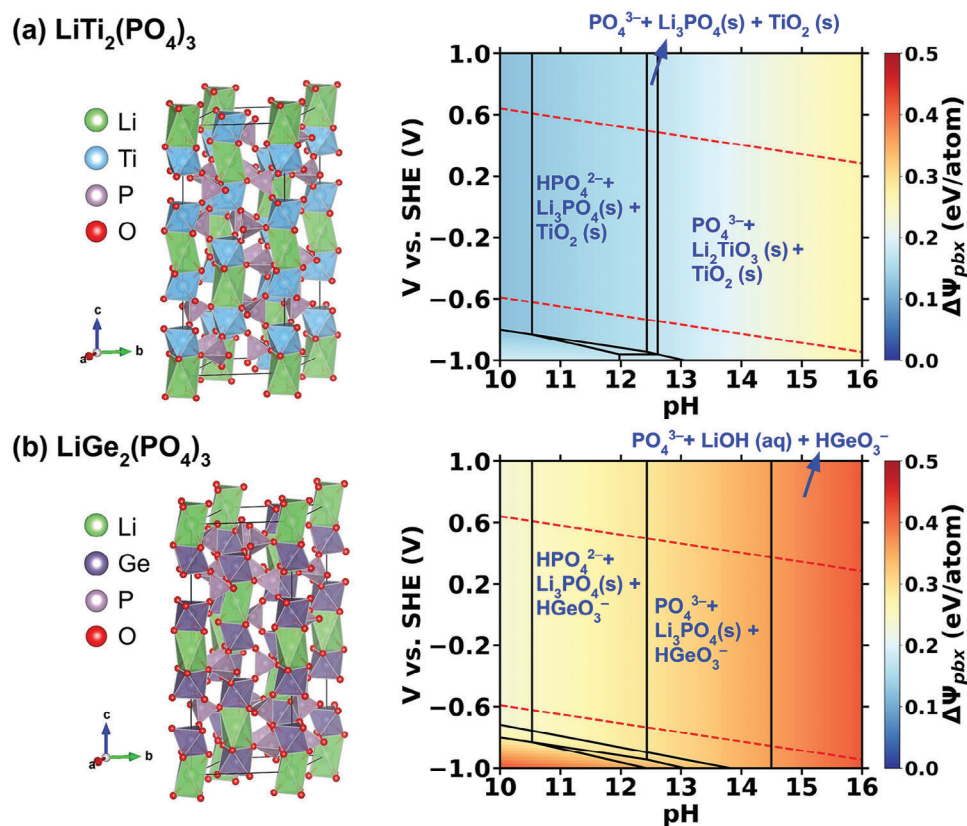 (a) LiTi₂(PO₄)₃
Li
Ti
P
O
c
a
b
PO₄³⁻+ Li₃PO₄(s) + TiO₂ (s)
V vs. SHE (V)
1.0
0.6
0.2
−0.2
−0.6
−1.0
HPO₄²⁻+
Li₃PO₄(s) +
TiO₂ (s)
PO₄³⁻+
Li₂TiO₃ (s) +
TiO₂ (s)
10 11 12 13 14 15 16
pH
0.5
0.4
0.3
0.2
0.1
0.0
ΔΨpbx (eV/atom)
(b) LiGe₂(PO₄)₃
Li
Ge
P
O
c
a
b
PO₄³⁻+ LiOH (aq) + HGeO₃⁻
V vs. SHE (V)
1.0
0.6
0.2
−0.2
−0.6
−1.0
HPO₄²⁻+
Li₃PO₄(s) +
HGeO₃⁻
PO₄³⁻+
Li₃PO₄(s) +
HGeO₃⁻
10 11 12 13 14 15 16
pH
0.5
0.4
0.3
0.2
0.1
0.0
ΔΨpbx (eV/atom)